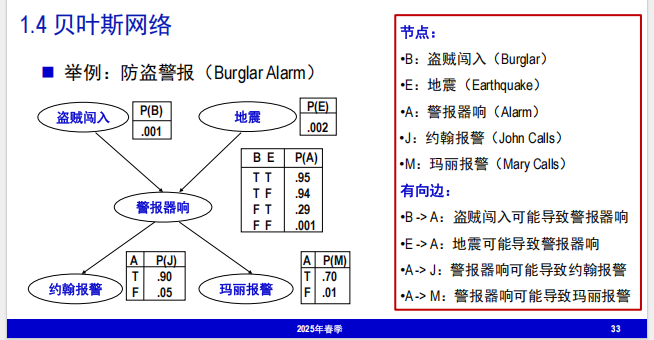 1.4 贝叶斯网络
■ 举例：防盗警报（Burglar Alarm）
盗贼闯入
P(B)
.001
地震
P(E)
.002
B E P(A)
T T .95
T F .94
F T .29
F F .001
警报器响
约翰报警
A P(J)
T .90
F .05
玛丽报警
A P(M)
T .70
F .01
节点：
•B：盗贼闯入（Burglar）
•E：地震（Earthquake）
•A：警报器响（Alarm）
•J：约翰报警（John Calls）
•M：玛丽报警（Mary Calls）
有向边：
•B -> A：盗贼闯入可能导致警报器响
•E -> A：地震可能导致警报器响
•A -> J：警报器响可能导致约翰报警
•A -> M：警报器响可能导致玛丽报警
2025年春季
33